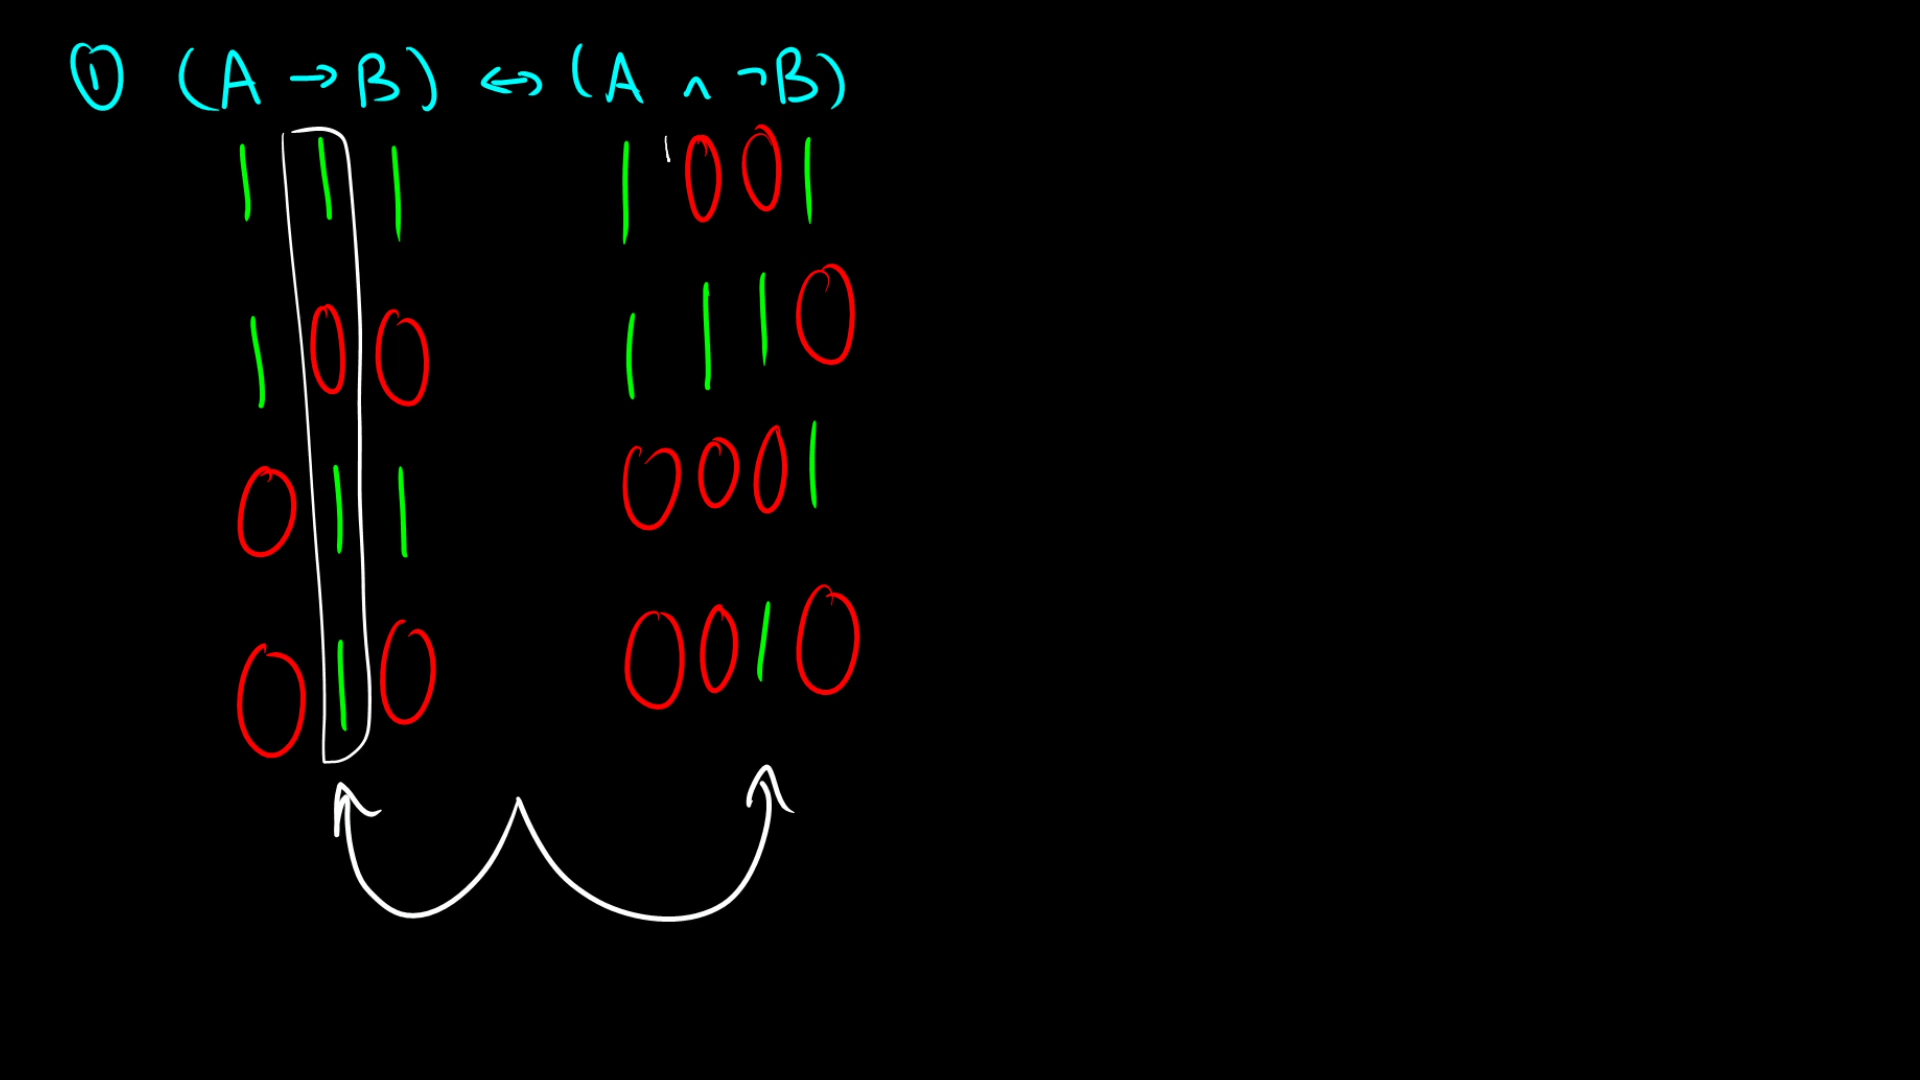 ① (A → B) ↔ (A ∧ ¬B)
1 1 1 1 0 0 1
1 0 0 1 1 1 0
0 1 1 0 0 0 1
0 1 0 0 0 1 0